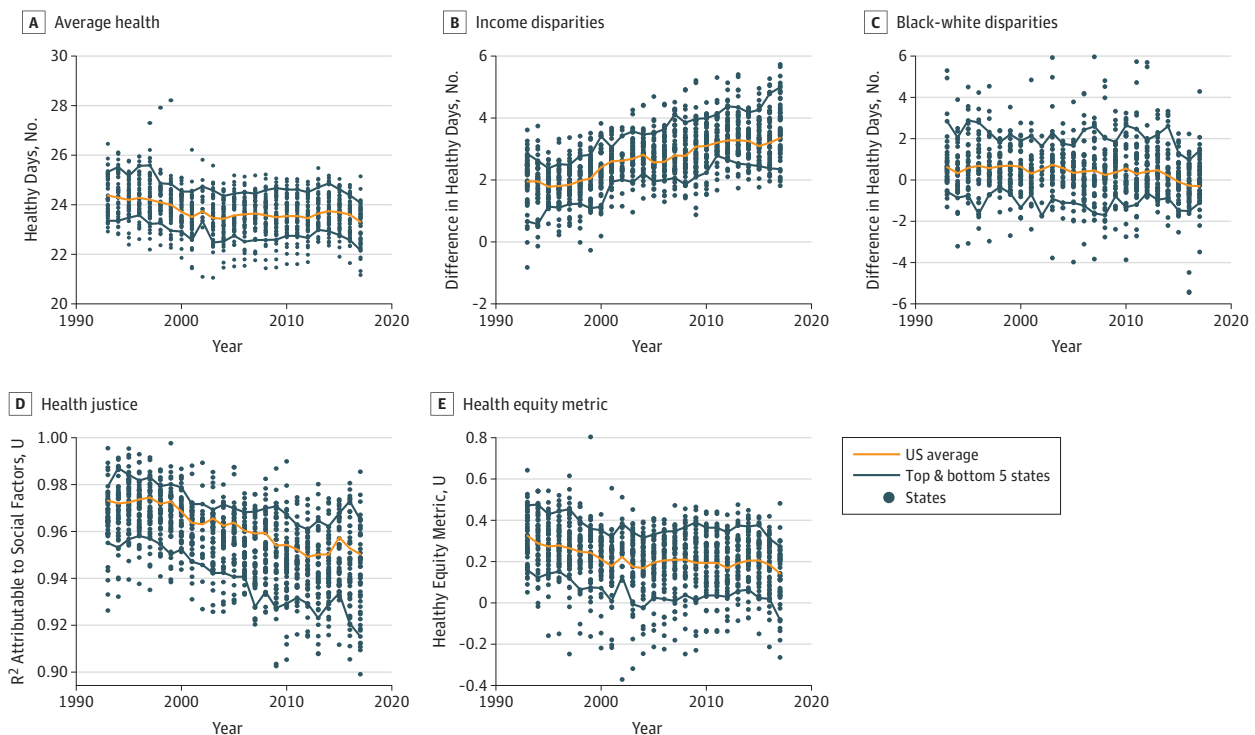 A Average health
30
28
26
24
22
20
Healthy Days, No.
1990 2000 2010 2020
Year
B Income disparities
6
4
2
0
–2
Difference in Healthy Days, No.
1990 2000 2010 2020
Year
C Black-white disparities
6
4
2
0
–2
–4
–6
Difference in Healthy Days, No.
1990 2000 2010 2020
Year
D Health justice
1.00
0.98
0.96
0.94
0.92
0.90
R² Attributable to Social Factors, U
1990 2000 2010 2020
Year
E Health equity metric
0.8
0.6
0.4
0.2
0
–0.2
–0.4
Healthy Equity Metric, U
1990 2000 2010 2020
Year
US average
Top & bottom 5 states
States